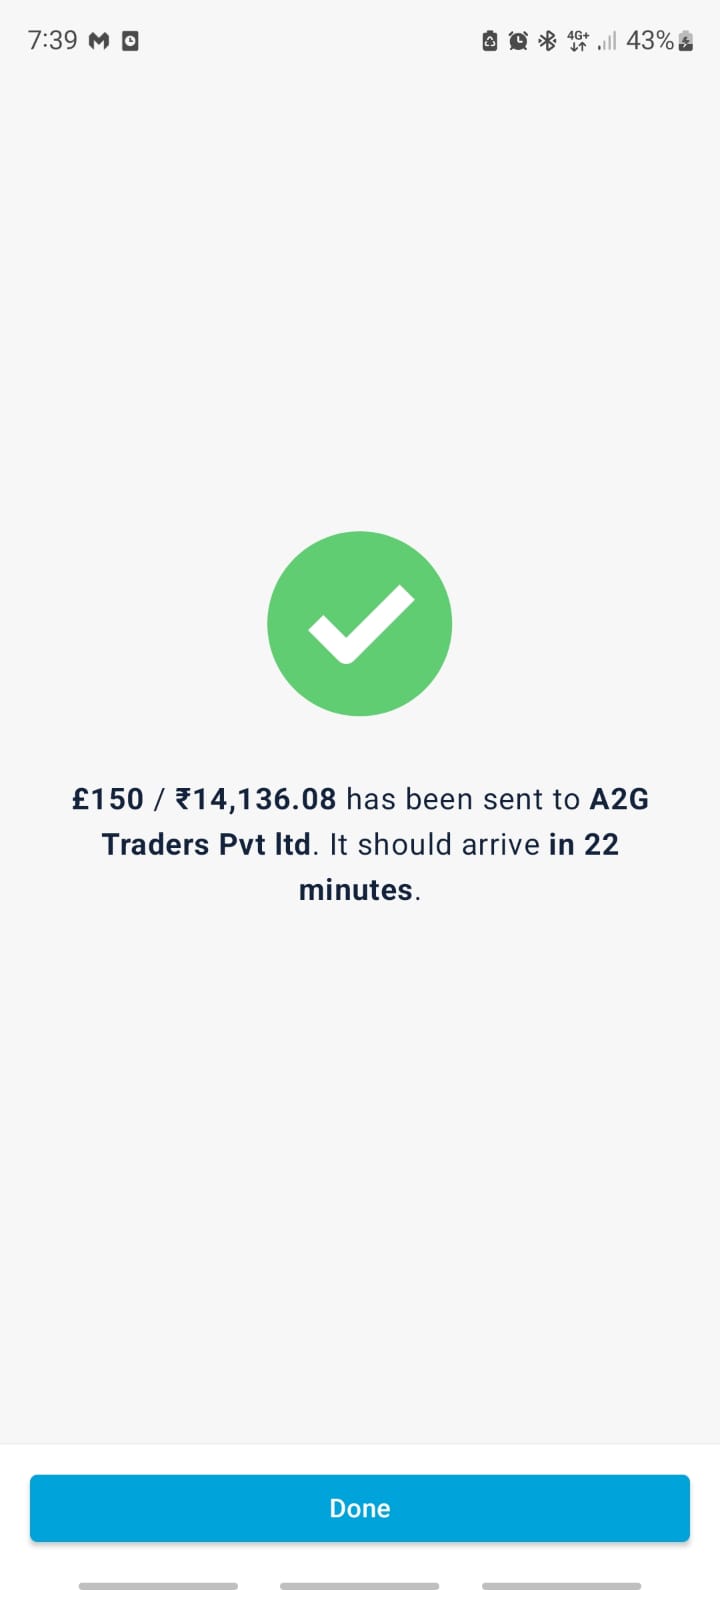 7:39 4G+ 43%
£150 / ₹14,136.08 has been sent to A2G
Traders Pvt ltd. It should arrive in 22
minutes.
Done